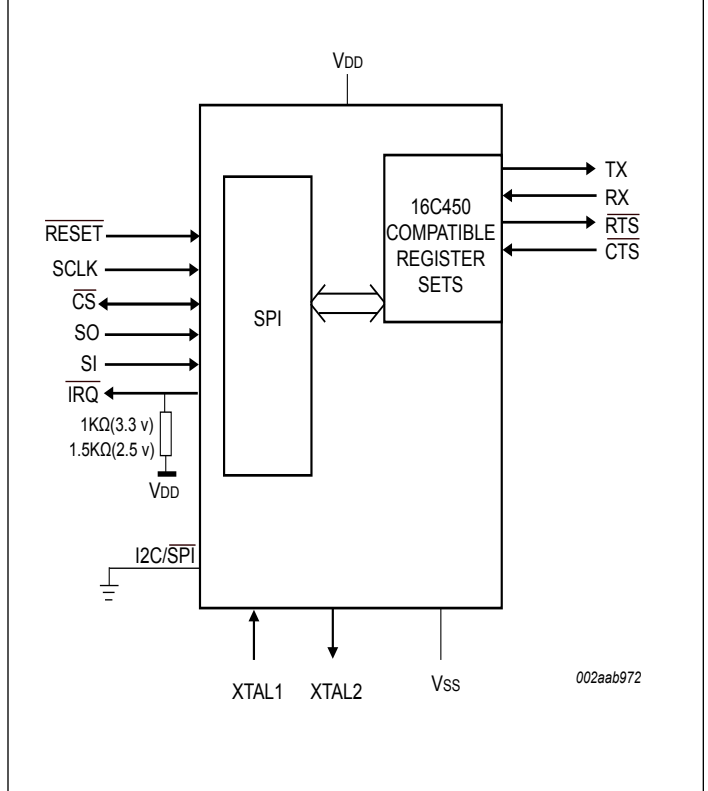 VDD
16C450
COMPATIBLE
REGISTER
SETS
TX
RX
RTS
CTS
RESET
SCLK
CS
SO
SI
IRQ
SPI
1KΩ(3.3 v)
1.5KΩ(2.5 v)
VDD
I2C/SPI
XTAL1
XTAL2
VSS
002aab972